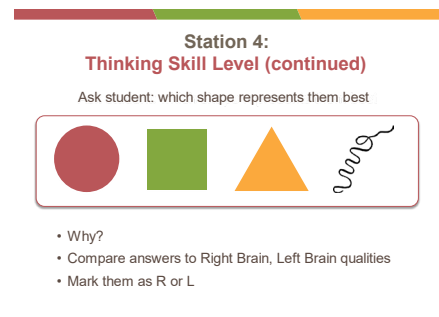 Station 4:
Thinking Skill Level (continued)
Ask student: which shape represents them best
• Why?
• Compare answers to Right Brain, Left Brain qualities
• Mark them as R or L